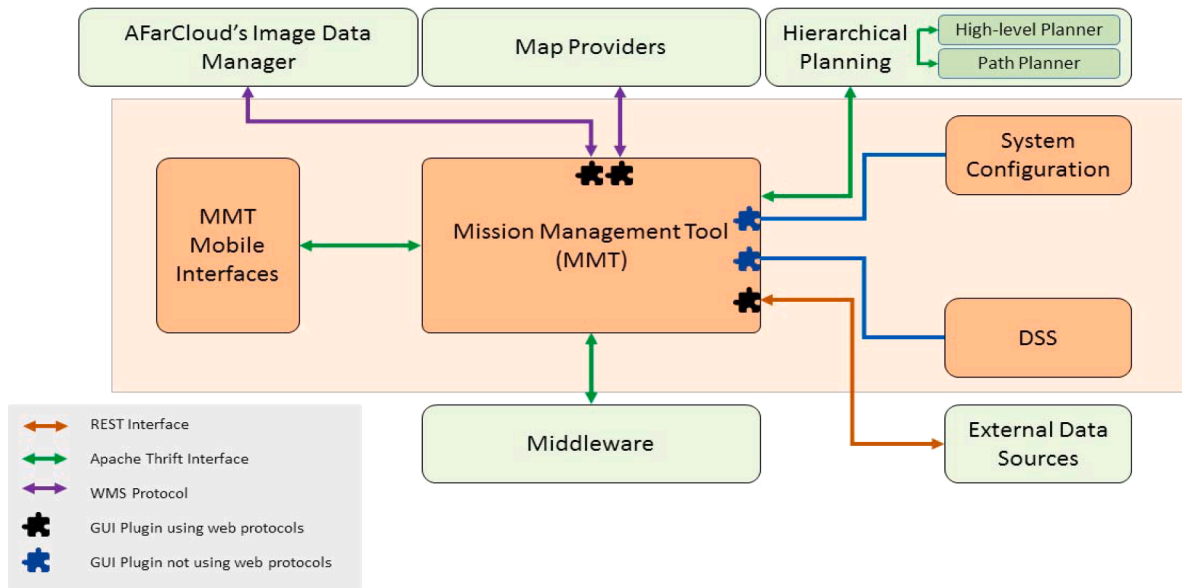 AFarCloud's Image Data
Manager
Map Providers
Hierarchical
Planning
High-level Planner
Path Planner
System
Configuration
MMT
Mobile
Interfaces
Mission Management Tool
(MMT)
DSS
Middleware
External Data
Sources
REST Interface
Apache Thrift Interface
WMS Protocol
GUI Plugin using web protocols
GUI Plugin not using web protocols